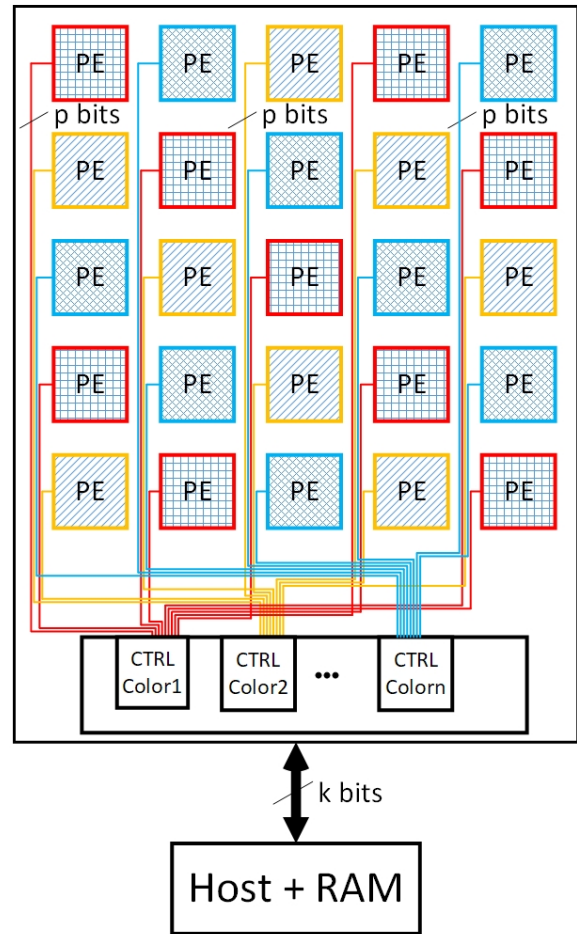 PE PE PE PE PE
p bits p bits p bits
PE PE PE PE PE
PE PE PE PE PE
PE PE PE PE PE
PE PE PE PE PE
CTRL CTRL ... CTRL
Color1 Color2 Colorn
k bits
Host + RAM